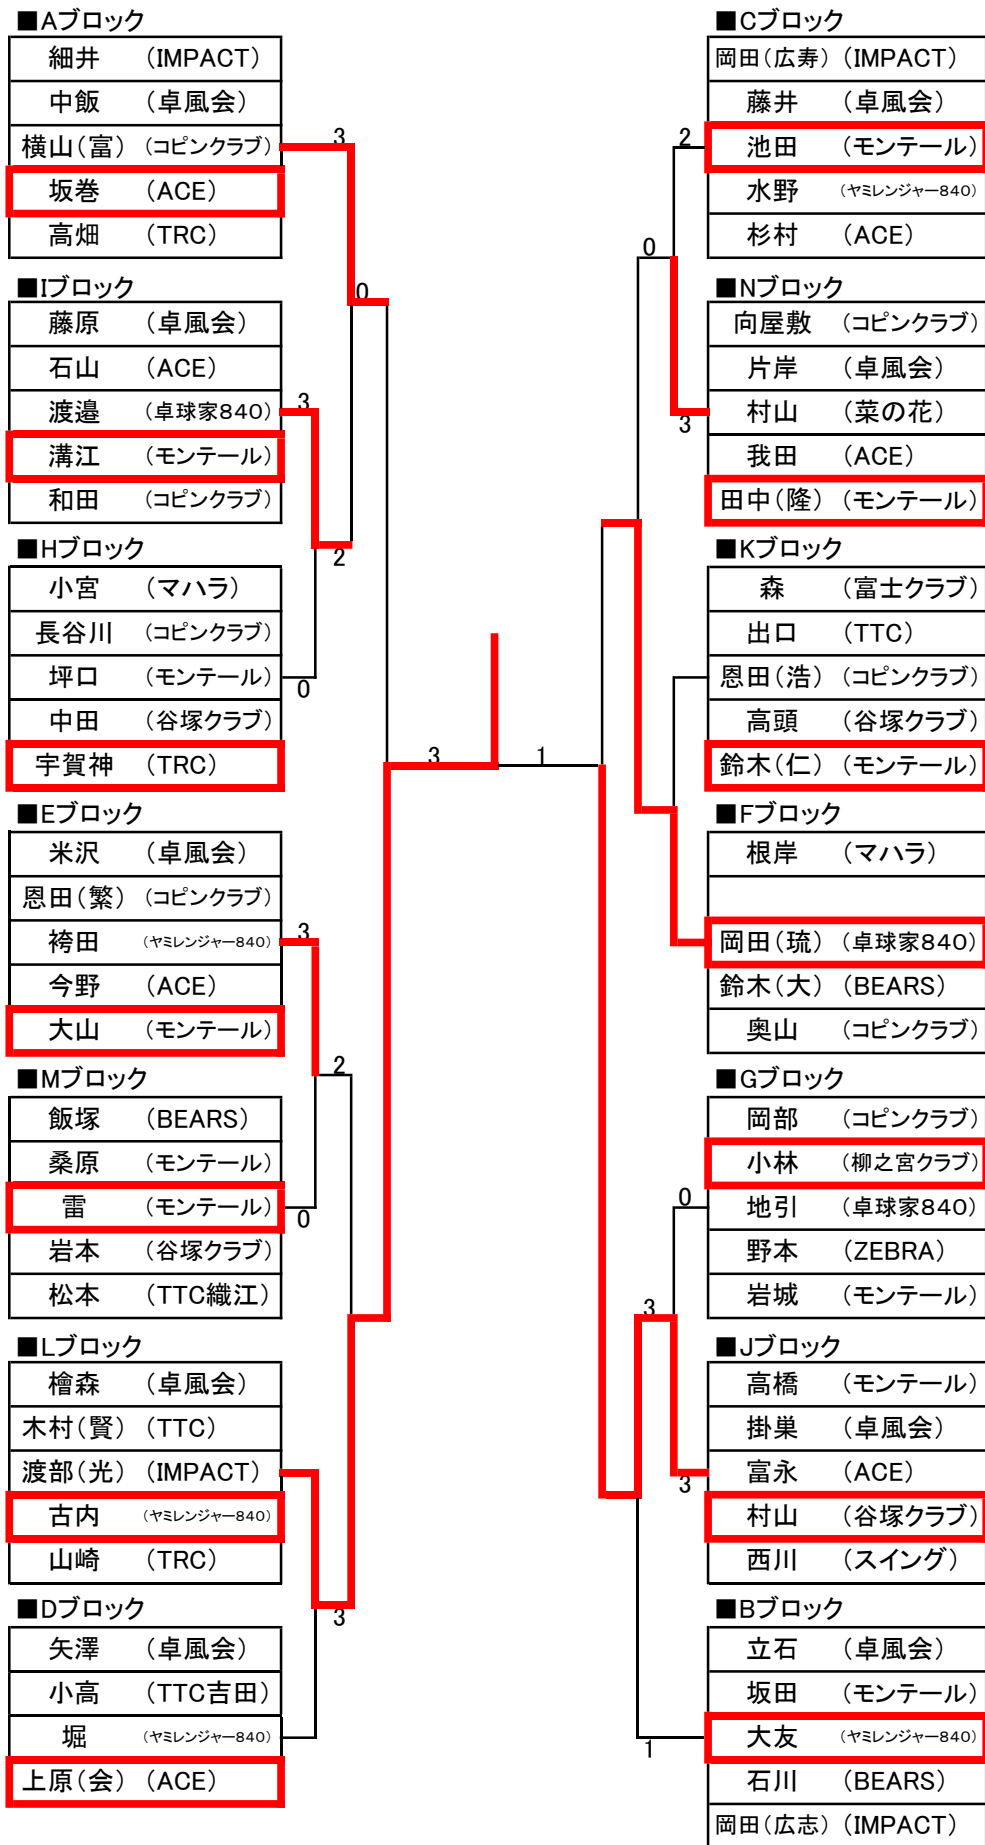 ■Aブロック
細井 （IMPACT）
中飯 （卓風会）
横山（富） （コピンクラブ） 3
坂巻 （ACE）
高畑 （TRC）
0
■Iブロック
藤原 （卓風会）
石山 （ACE）
渡邉 （卓球家840） 3
溝江 （モンテール）
和田 （コピンクラブ）
2
■Hブロック
小宮 （マハラ）
長谷川 （コピンクラブ）
坪口 （モンテール） 0
中田 （谷塚クラブ）
宇賀神 （TRC）
3 1
■Eブロック
米沢 （卓風会）
恩田（繁） （コピンクラブ）
袴田 （ヤミレンジャー840） 3
今野 （ACE）
大山 （モンテール）
2
■Mブロック
飯塚 （BEARS）
桑原 （モンテール）
雷 （モンテール） 0
岩本 （谷塚クラブ）
松本 （TTC織江）
■Lブロック
檜森 （卓風会）
木村（賢） （TTC）
渡部（光） （IMPACT）
古内 （ヤミレンジャー840）
山崎 （TRC）
3
■Dブロック
矢澤 （卓風会）
小高 （TTC吉田）
堀 （ヤミレンジャー840）
上原（会） （ACE）
■Cブロック
岡田（広寿） （IMPACT）
藤井 （卓風会）
2 池田 （モンテール）
水野 （ヤミレンジャー840）
杉村 （ACE）
0
■Nブロック
向屋敷 （コピンクラブ）
片岸 （卓風会）
3 村山 （菜の花）
我田 （ACE）
田中（隆） （モンテール）
■Kブロック
森 （富士クラブ）
出口 （TTC）
恩田（浩） （コピンクラブ）
高頭 （谷塚クラブ）
鈴木（仁） （モンテール）
■Fブロック
根岸 （マハラ）
岡田（琉） （卓球家840）
鈴木（大） （BEARS）
奥山 （コピンクラブ）
■Gブロック
岡部 （コピンクラブ）
小林 （柳之宮クラブ）
0 地引 （卓球家840）
野本 （ZEBRA）
岩城 （モンテール）
3
■Jブロック
高橋 （モンテール）
掛巣 （卓風会）
3 富永 （ACE）
村山 （谷塚クラブ）
西川 （スイング）
■Bブロック
立石 （卓風会）
坂田 （モンテール）
1 大友 （ヤミレンジャー840）
石川 （BEARS）
岡田（広志） （IMPACT）